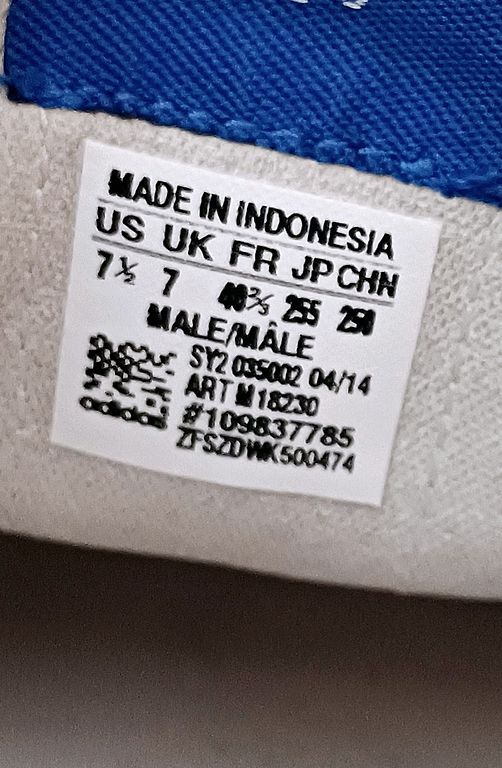 MADE IN INDONESIA
US UK FR JP CHN
7½ 7 40⅔ 255 250
MALE/MÂLE
SY2 035002 04/14
ART M18230
#109837785
ZFSZDWK500474
adidas